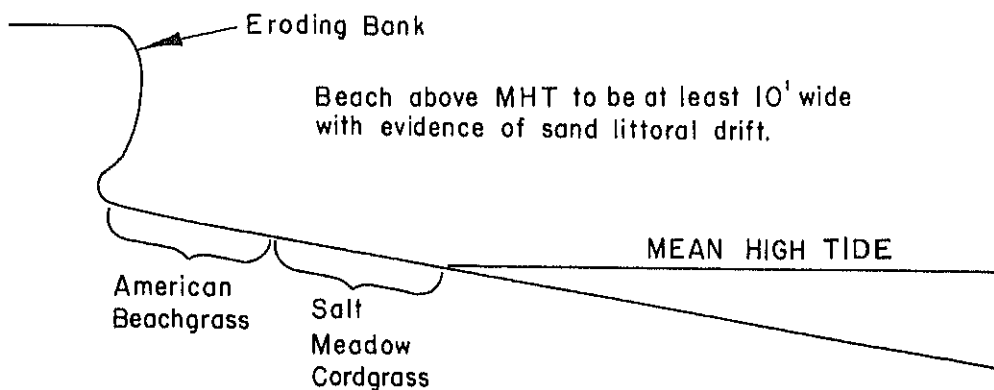 Eroding Bank
Beach above MHT to be at least 10' wide
with evidence of sand littoral drift.
MEAN HIGH TIDE
American
Beachgrass
Salt
Meadow
Cordgrass